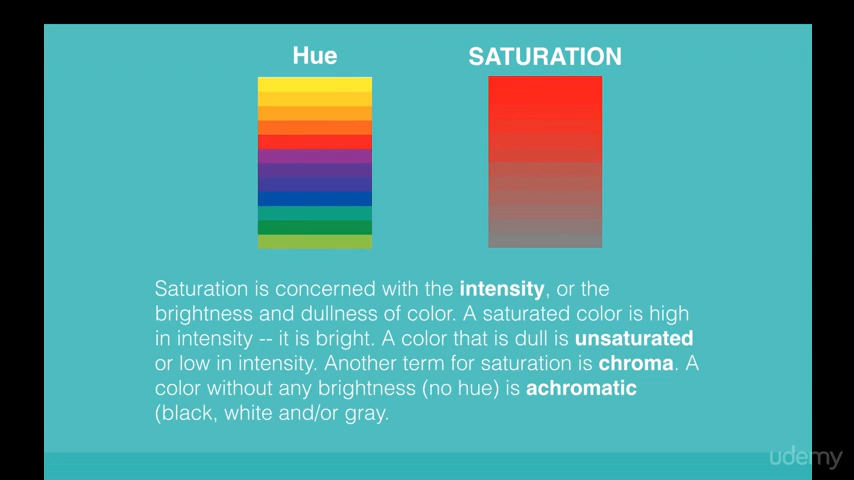 Hue
SATURATION
Saturation is concerned with the intensity, or the
brightness and dullness of color. A saturated color is high
in intensity -- it is bright. A color that is dull is unsaturated
or low in intensity. Another term for saturation is chroma. A
color without any brightness (no hue) is achromatic
(black, white and/or gray.
udemy